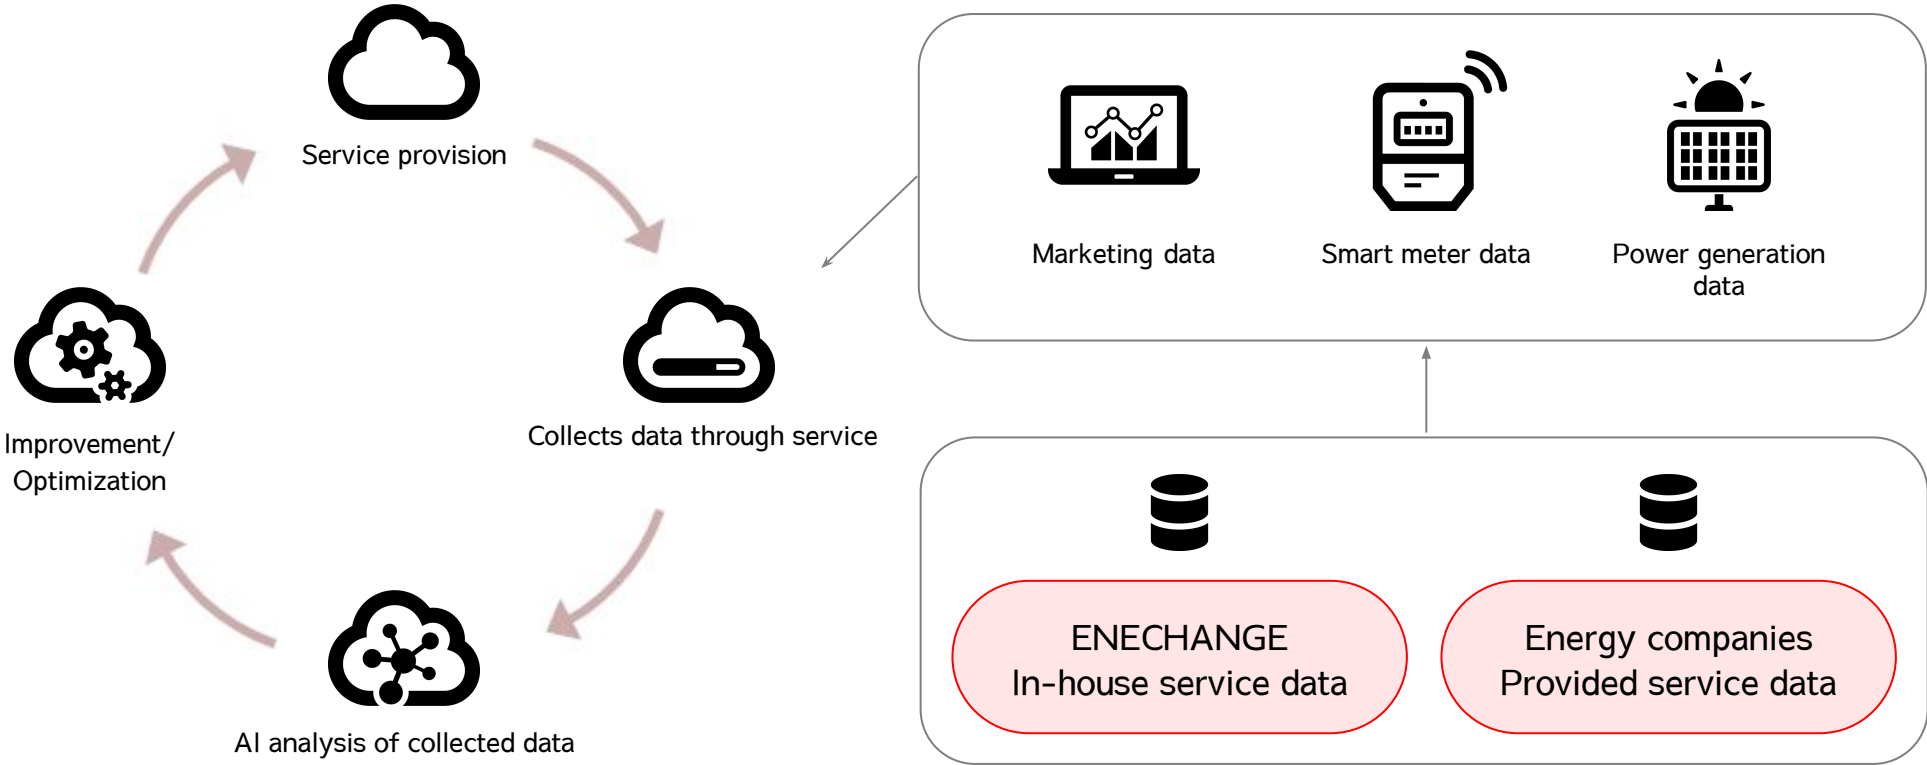 Service provision
Collects data through service
AI analysis of collected data
Improvement/
Optimization
Marketing data
Smart meter data
Power generation
data
ENECHANGE
In-house service data
Energy companies
Provided service data